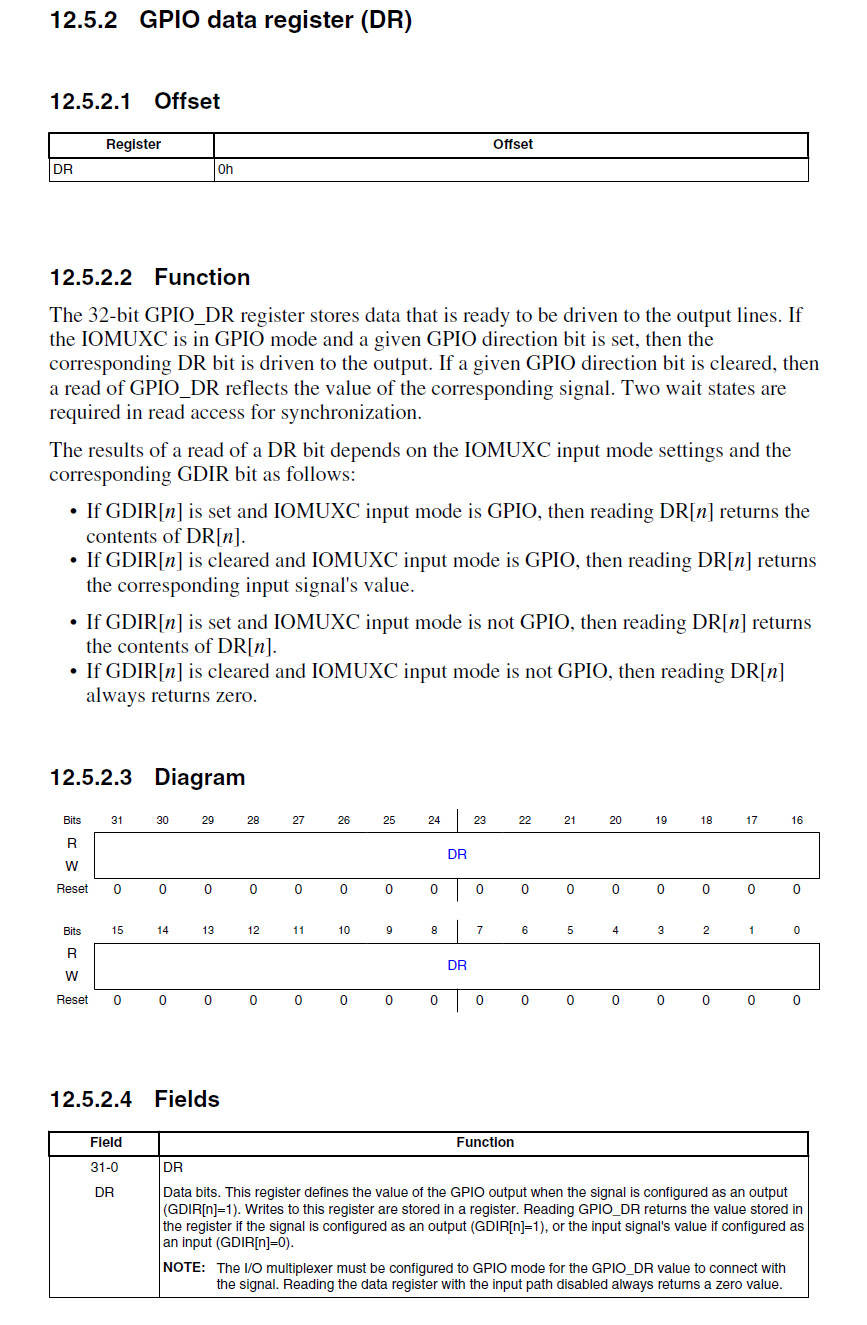 12.5.2 GPIO data register (DR)
12.5.2.1 Offset
Register Offset
DR 0h
12.5.2.2 Function
The 32-bit GPIO_DR register stores data that is ready to be driven to the output lines. If
the IOMUXC is in GPIO mode and a given GPIO direction bit is set, then the
corresponding DR bit is driven to the output. If a given GPIO direction bit is cleared, then
a read of GPIO_DR reflects the value of the corresponding signal. Two wait states are
required in read access for synchronization.
The results of a read of a DR bit depends on the IOMUXC input mode settings and the
corresponding GDIR bit as follows:
• If GDIR[n] is set and IOMUXC input mode is GPIO, then reading DR[n] returns the
contents of DR[n].
• If GDIR[n] is cleared and IOMUXC input mode is GPIO, then reading DR[n] returns
the corresponding input signal's value.
• If GDIR[n] is set and IOMUXC input mode is not GPIO, then reading DR[n] returns
the contents of DR[n].
• If GDIR[n] is cleared and IOMUXC input mode is not GPIO, then reading DR[n]
always returns zero.
12.5.2.3 Diagram
Bits 31 30 29 28 27 26 25 24 23 22 21 20 19 18 17 16
R
DR
W
Reset 0 0 0 0 0 0 0 0 0 0 0 0 0 0 0 0
Bits 15 14 13 12 11 10 9 8 7 6 5 4 3 2 1 0
R
DR
W
Reset 0 0 0 0 0 0 0 0 0 0 0 0 0 0 0 0
12.5.2.4 Fields
Field Function
31-0 DR
DR Data bits. This register defines the value of the GPIO output when the signal is configured as an output
(GDIR[n]=1). Writes to this register are stored in a register. Reading GPIO_DR returns the value stored in
the register if the signal is configured as an output (GDIR[n]=1), or the input signal's value if configured as
an input (GDIR[n]=0).
NOTE: The I/O multiplexer must be configured to GPIO mode for the GPIO_DR value to connect with
the signal. Reading the data register with the input path disabled always returns a zero value.